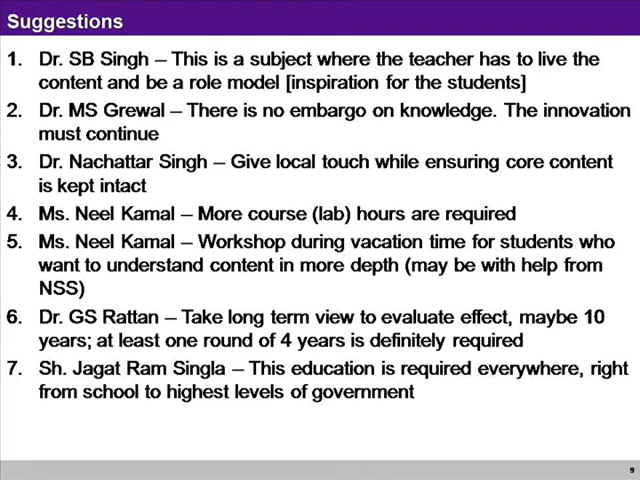 Suggestions
1. Dr. SB Singh – This is a subject where the teacher has to live the
content and be a role model [inspiration for the students]
2. Dr. MS Grewal – There is no embargo on knowledge. The innovation
must continue
3. Dr. Nachattar Singh – Give local touch while ensuring core content
is kept intact
4. Ms. Neel Kamal – More course (lab) hours are required
5. Ms. Neel Kamal – Workshop during vacation time for students who
want to understand content in more depth (may be with help from
NSS)
6. Dr. GS Rattan – Take long term view to evaluate effect, maybe 10
years; at least one round of 4 years is definitely required
7. Sh. Jagat Ram Singla – This education is required everywhere, right
from school to highest levels of government
9